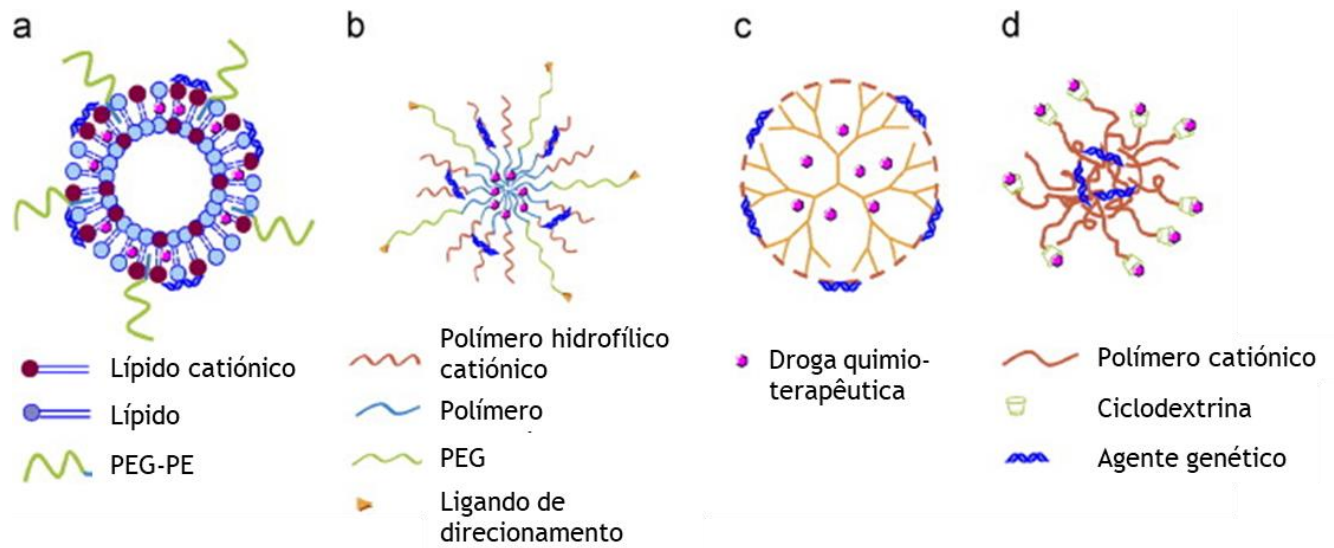 a
b
c
d
Lípido catiónico
Lípido
PEG-PE
Polímero hidrofílico
catiónico
Polímero
PEG
Ligando de
direcionamento
Droga quimio-
terapêutica
Polímero catiónico
Ciclodextrina
Agente genético